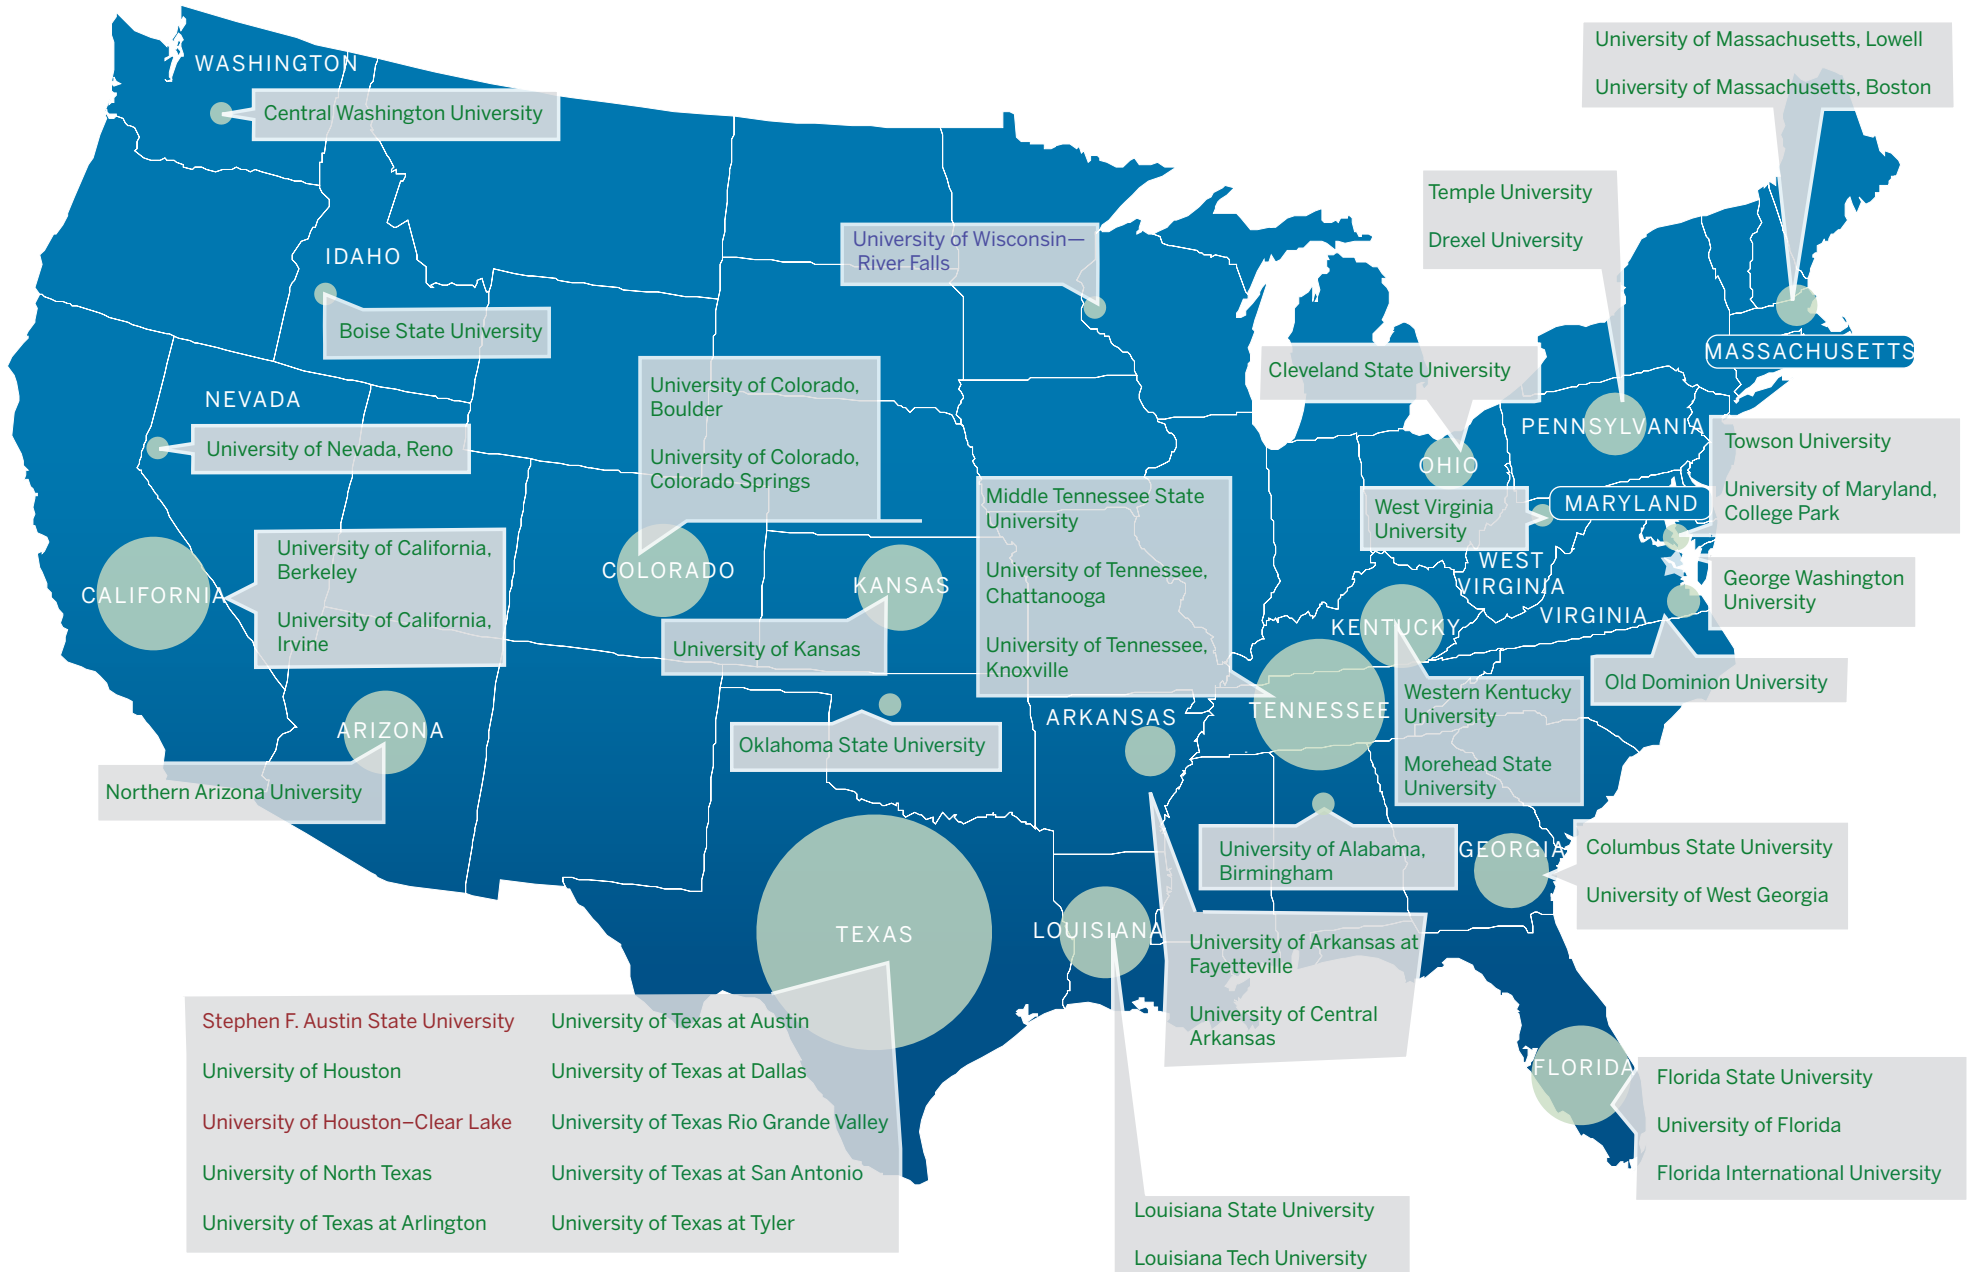 WASHINGTON
Central Washington University
IDAHO
Boise State University
NEVADA
University of Nevada, Reno
CALIFORNIA
University of California,
Berkeley
University of California,
Irvine
ARIZONA
Northern Arizona University
University of Colorado,
Boulder
University of Colorado,
Colorado Springs
COLORADO
KANSAS
University of Kansas
Oklahoma State University
University of Wisconsin—
River Falls
Middle Tennessee State
University
University of Tennessee,
Chattanooga
University of Tennessee,
Knoxville
TENNESSEE
ARKANSAS
University of Arkansas at
Fayetteville
University of Central
Arkansas
TEXAS
Stephen F. Austin State University
University of Houston
University of Houston–Clear Lake
University of North Texas
University of Texas at Arlington
University of Texas at Austin
University of Texas at Dallas
University of Texas Rio Grande Valley
University of Texas at San Antonio
University of Texas at Tyler
LOUISIANA
Louisiana State University
Louisiana Tech University
University of Alabama,
Birmingham
GEORGIA
Columbus State University
University of West Georgia
FLORIDA
Florida State University
University of Florida
Florida International University
KENTUCKY
Western Kentucky
University
Morehead State
University
Cleveland State University
OHIO
West Virginia
University
WEST
VIRGINIA
VIRGINIA
Old Dominion University
George Washington
University
MARYLAND
Towson University
University of Maryland,
College Park
PENNSYLVANIA
Temple University
Drexel University
MASSACHUSETTS
University of Massachusetts, Lowell
University of Massachusetts, Boston